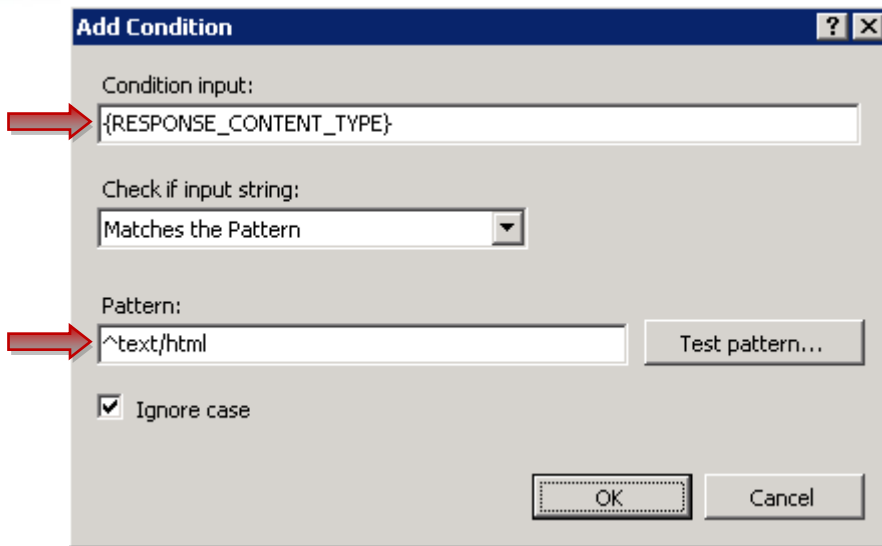 Add Condition
Condition input:
{RESPONSE_CONTENT_TYPE}
Check if input string:
Matches the Pattern
Pattern:
^text/html
Test pattern...
Ignore case
OK
Cancel